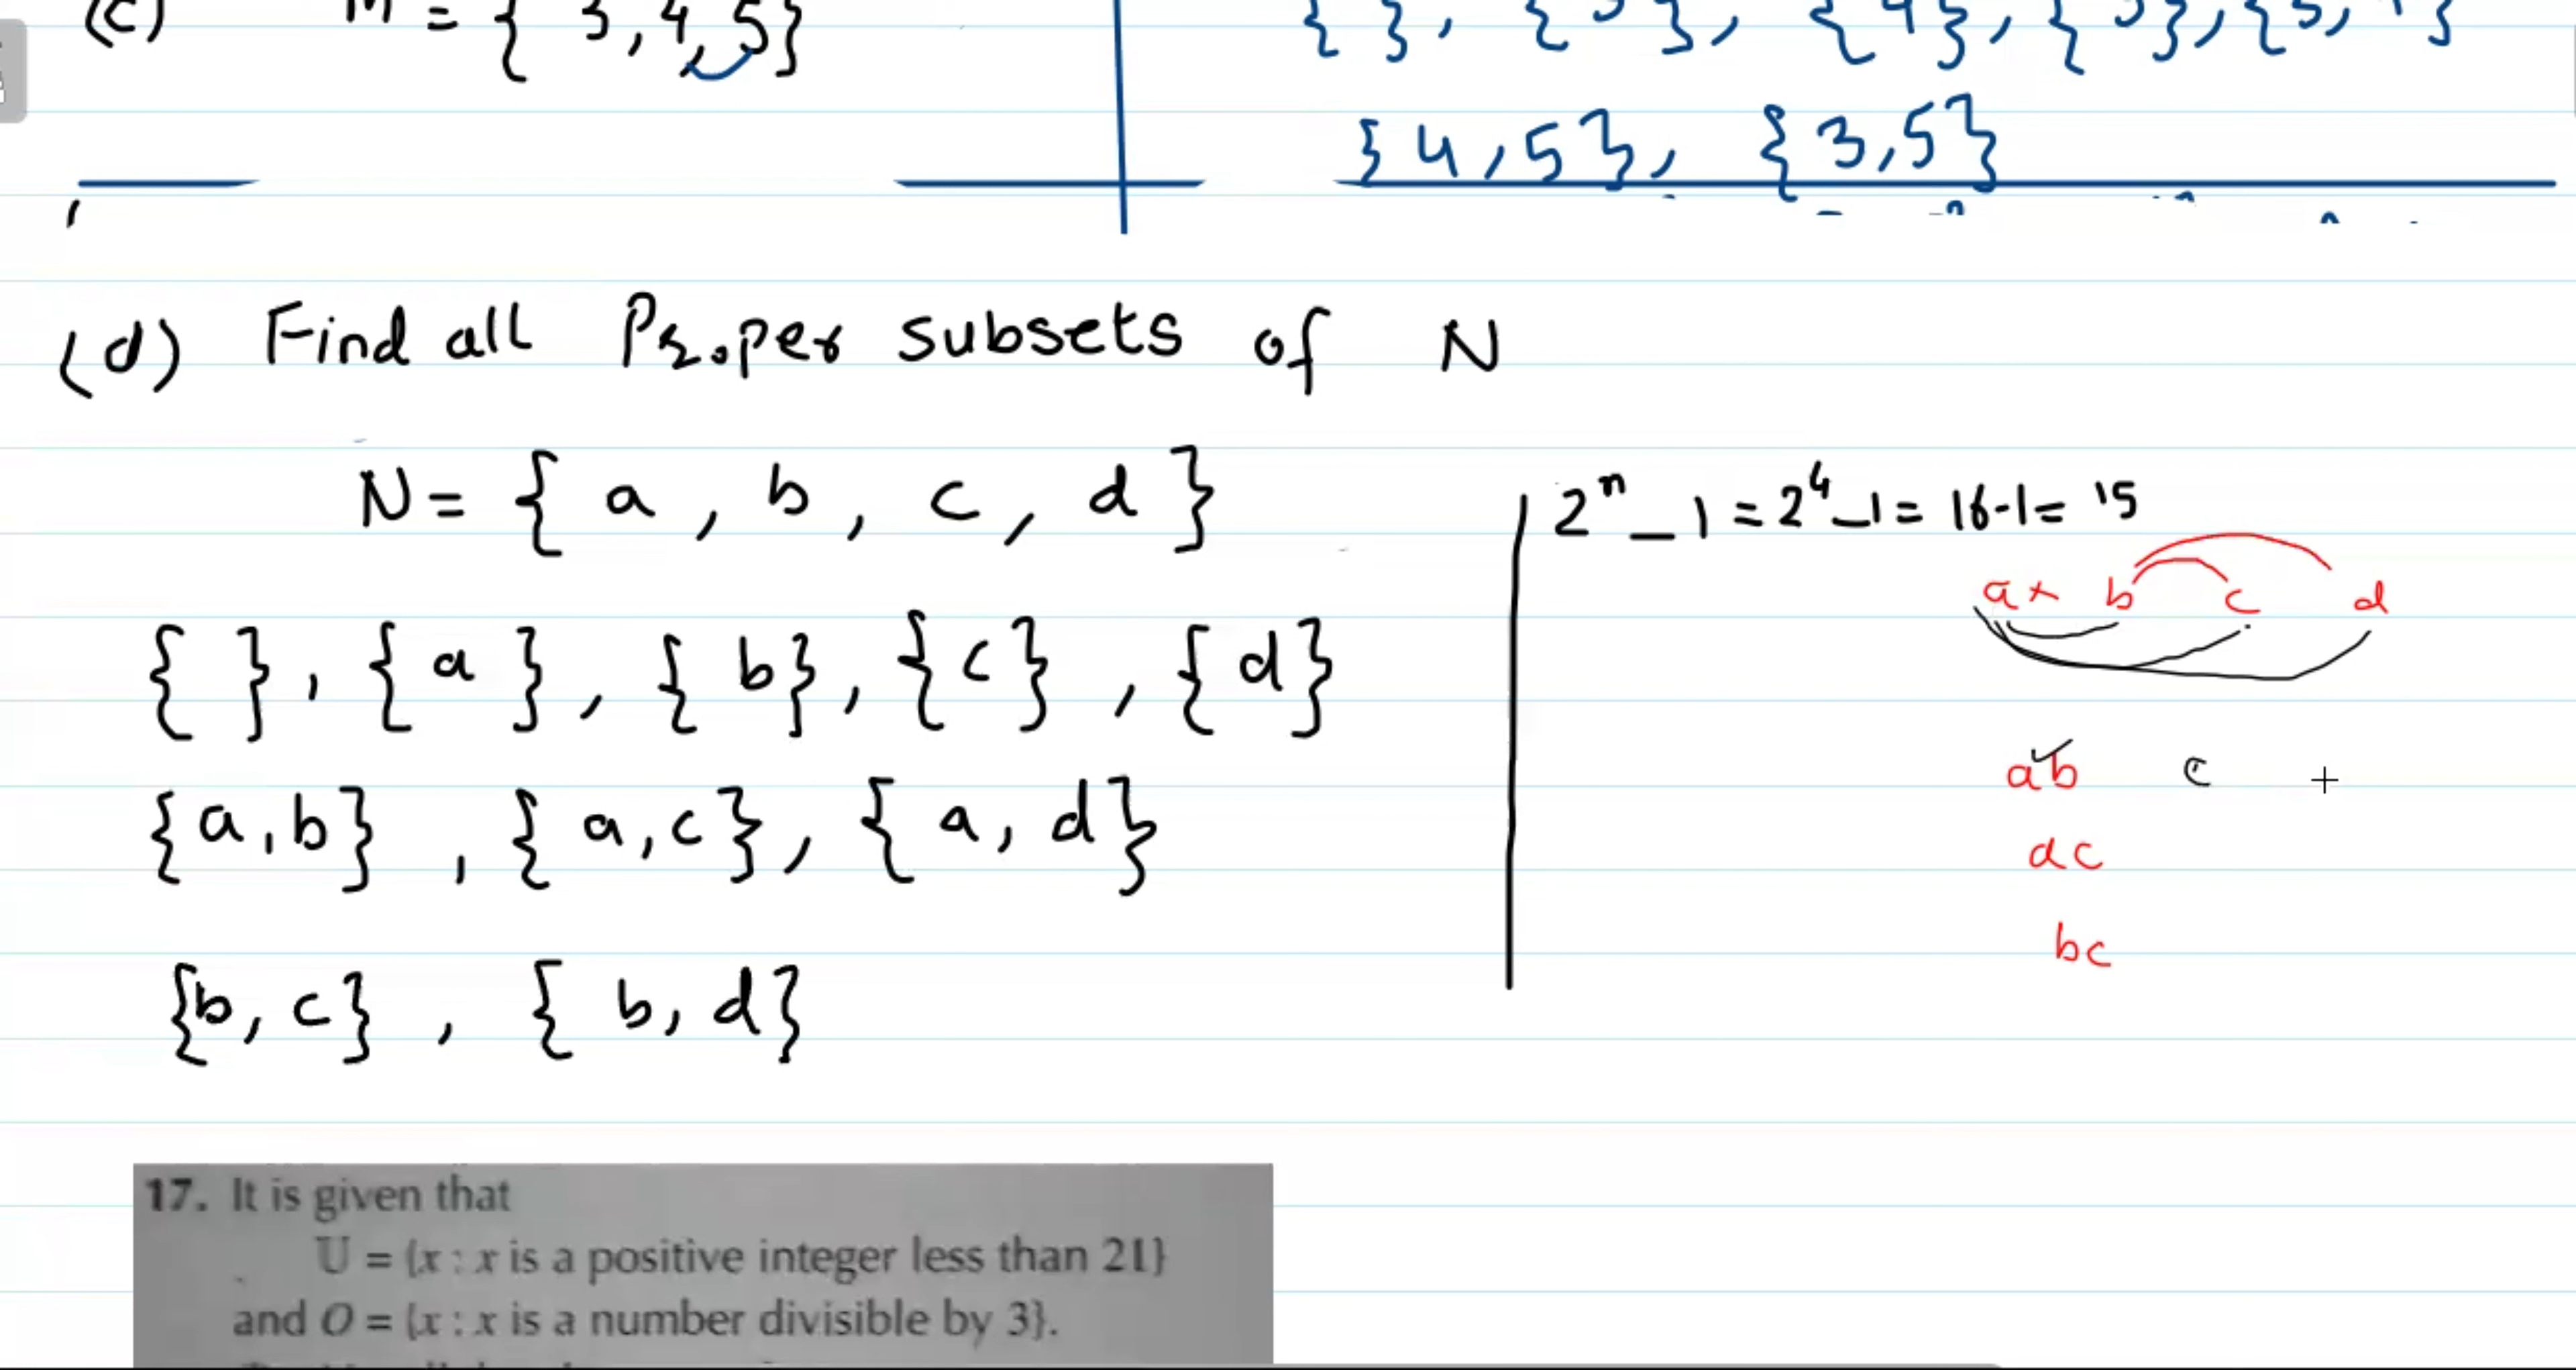 (c) M = { 3, 4, 5}
{ }, { 3 }, { 4 }, { 5 }, { 3, 4 }
{ 4, 5 }, { 3, 5 }
(d) Find all Proper subsets of N
N = { a , b , c , d }
2ⁿ - 1 = 2⁴ - 1 = 16 - 1 = 15
a × b c d
{ }, { a }, { b }, { c }, { d }
ab c
{a, b} , { a, c }, { a, d }
ac
bc
{b, c} , { b, d }
17. It is given that
U = {x : x is a positive integer less than 21}
and O = {x : x is a number divisible by 3}.